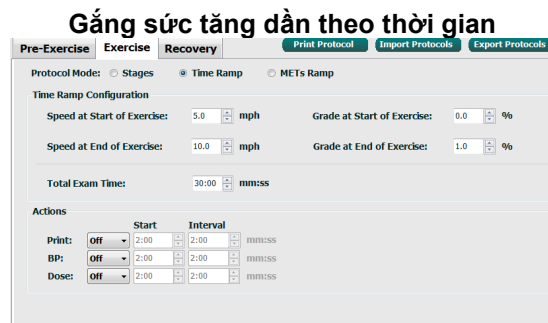 Gắng sức tăng dần theo thời gian
Pre-Exercise Exercise Recovery Print Protocol Import Protocols Export Protocols
Protocol Mode: Stages Time Ramp METs Ramp
Time Ramp Configuration
Speed at Start of Exercise: 5.0 mph Grade at Start of Exercise: 0.0 %
Speed at End of Exercise: 10.0 mph Grade at End of Exercise: 1.0 %
Total Exam Time: 30:00 mm:ss
Actions
Start Interval
Print: Off 2:00 2:00 mm:ss
BP: Off 2:00 2:00 mm:ss
Dose: Off 2:00 2:00 mm:ss